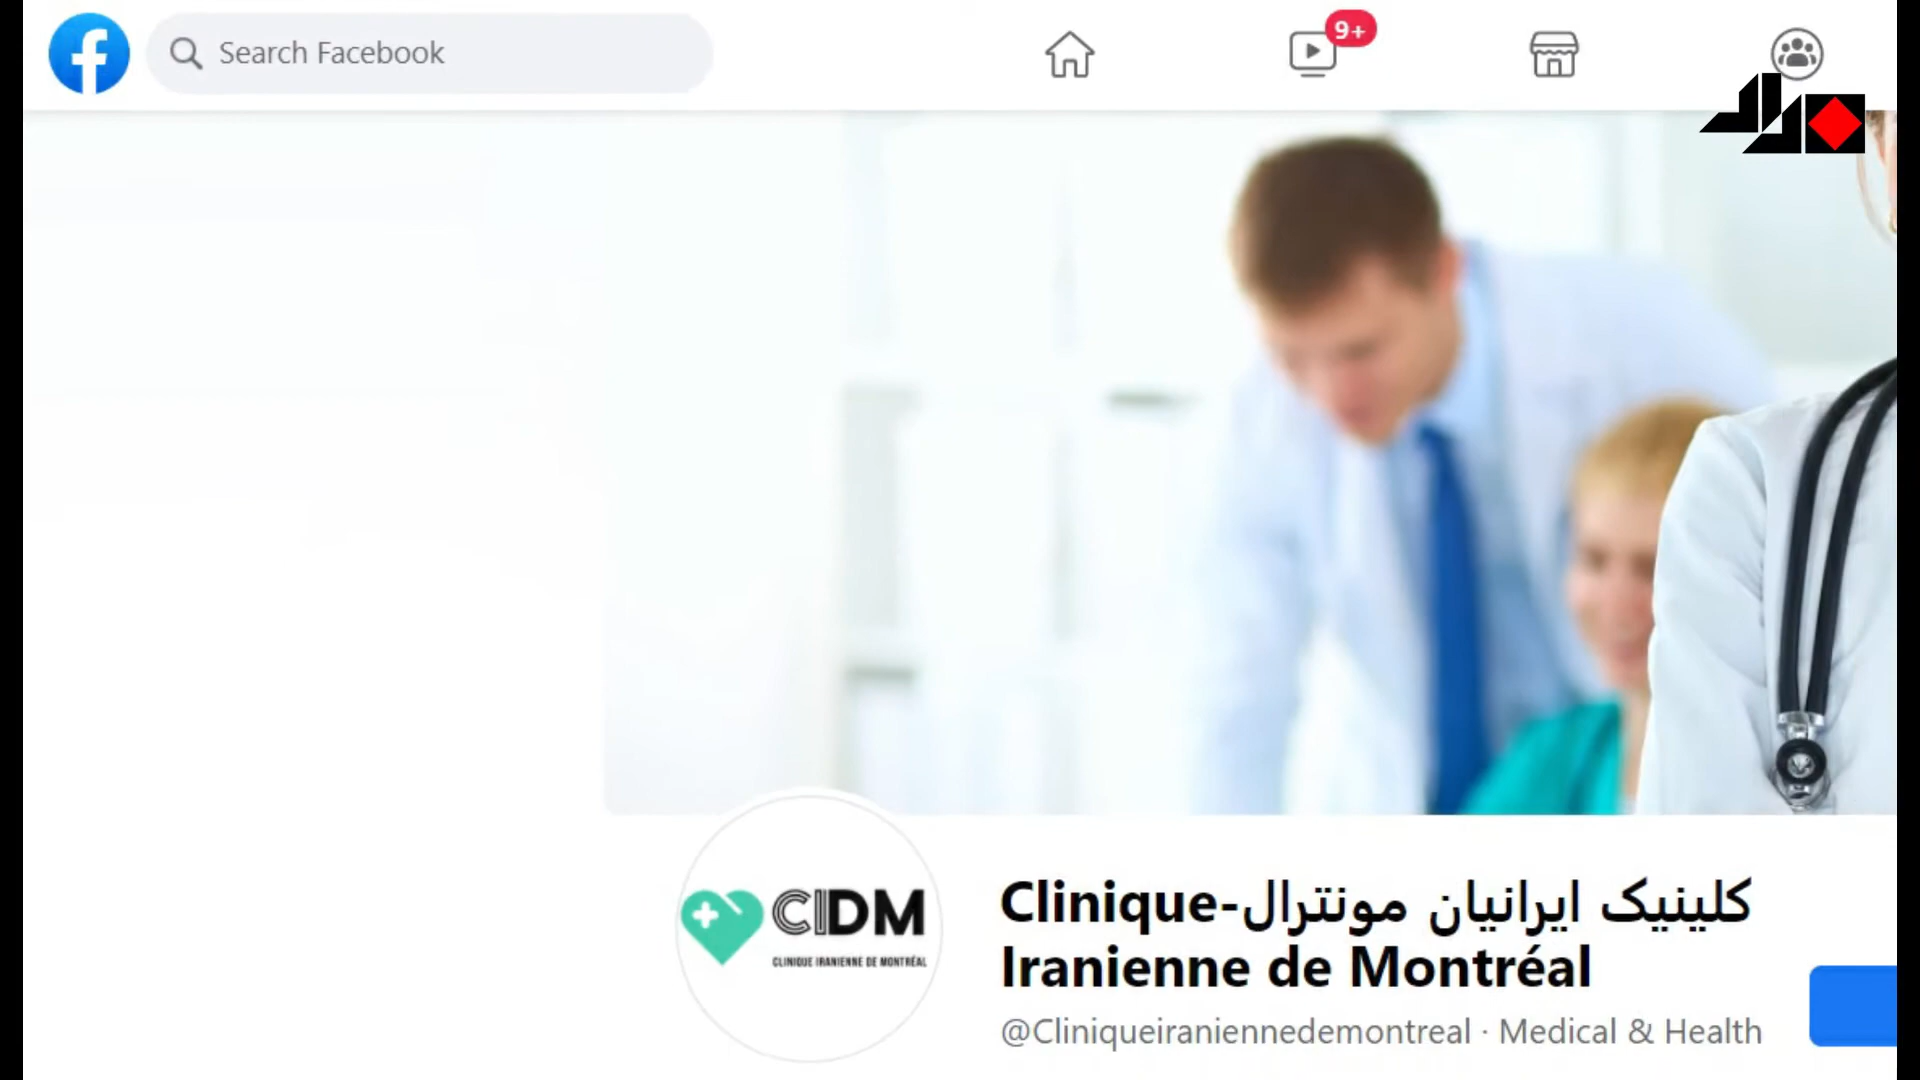 Search Facebook
9+
CIDM
CLINIQUE IRANIENNE DE MONTRÉAL
کلینیک ایرانیان مونترال-Clinique
Iranienne de Montréal
@Cliniqueiraniennedemontreal · Medical & Health